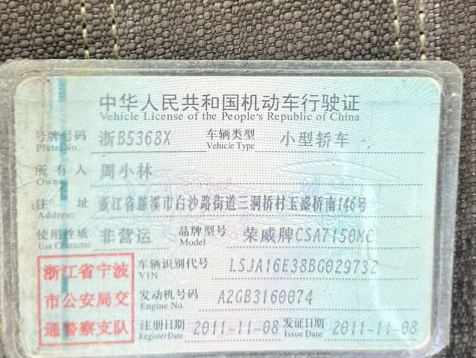 中华人民共和国机动车行驶证
Vehicle License of the People's Republic of China
号牌号码 浙B5368X 车辆类型 小型轿车
Plate No. Vehicle Type
所有人 周小林
Owner
住址 浙江省慈溪市白沙路街道三洞桥村玉盛桥南146号
Address
使用性质 非营运 品牌型号 荣威牌CSA7150MC
Use Character Model
浙江省宁波市公安局交通警察支队
车辆识别代号 LSJA16E38BG029732
VIN
发动机号码 A2GB3160074
Engine No.
注册日期 2011-11-08 发证日期 2011-11-08
Register Date Issue Date